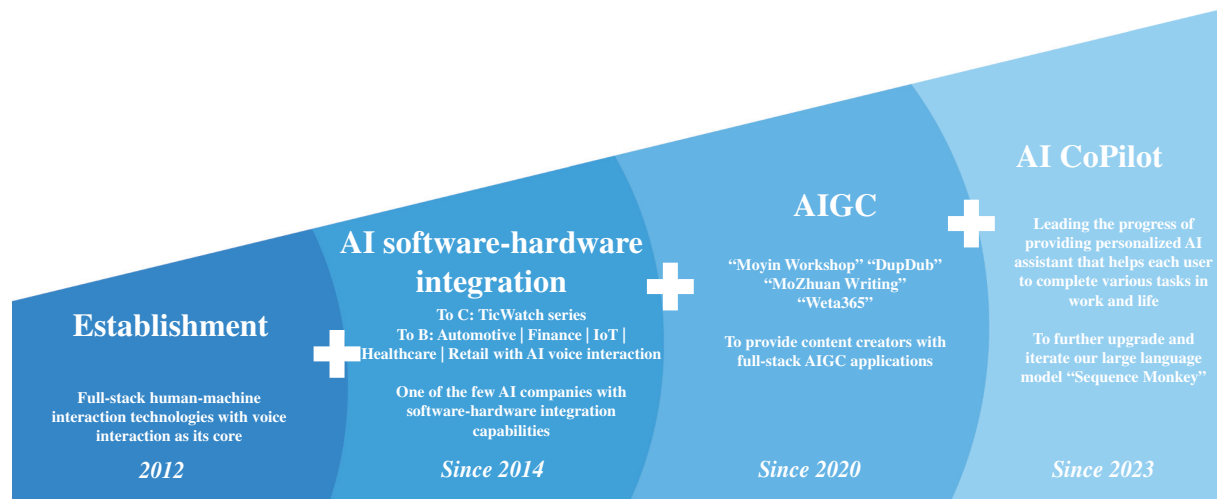 Establishment
Full-stack human-machine
interaction technologies with voice
interaction as its core
2012
AI software-hardware
integration
To C: TicWatch series
To B: Automotive | Finance | IoT |
Healthcare | Retail with AI voice interaction
One of the few AI companies with
software-hardware integration
capabilities
Since 2014
AIGC
“Moyin Workshop” “DupDub”
“MoZhuan Writing”
“Weta365”
To provide content creators with
full-stack AIGC applications
Since 2020
AI CoPilot
Leading the progress of
providing personalized AI
assistant that helps each user
to complete various tasks in
work and life
To further upgrade and
iterate our large language
model “Sequence Monkey”
Since 2023